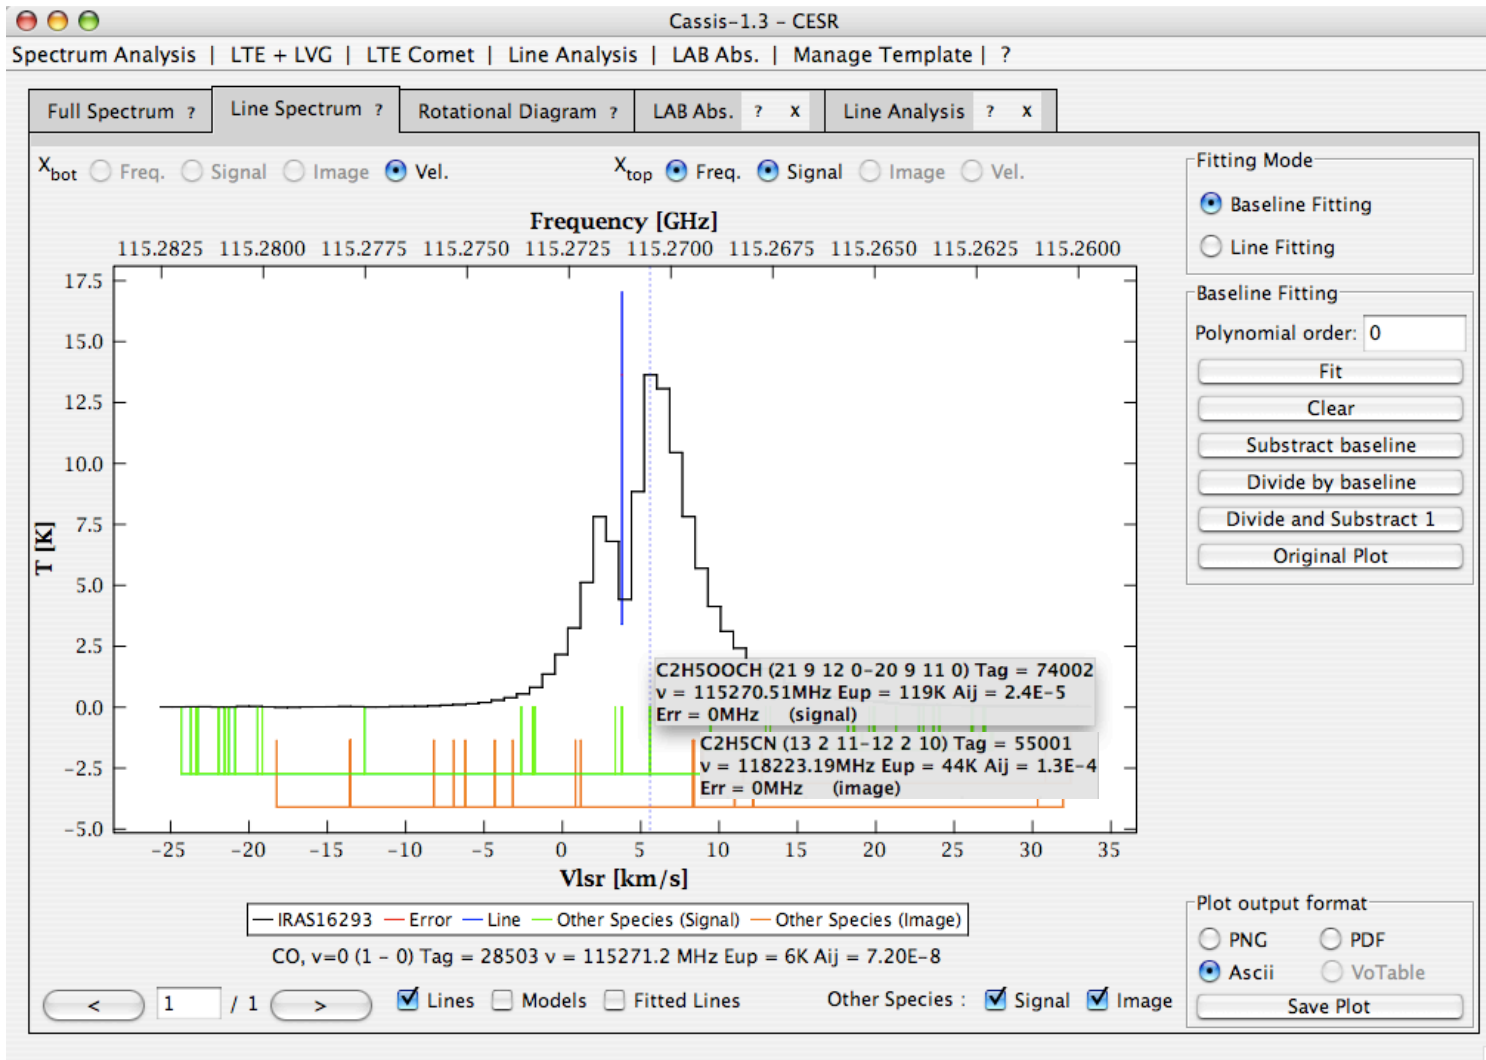 Cassis-1.3 - CESR
Spectrum Analysis | LTE + LVG | LTE Comet | Line Analysis | LAB Abs. | Manage Template | ?
Full Spectrum ? Line Spectrum ? Rotational Diagram ? LAB Abs. ? X Line Analysis ? X
Xbot Freq. Signal Image Vel. Xtop Freq. Signal Image Vel.
Frequency [GHz]
115.2825 115.2800 115.2775 115.2750 115.2725 115.2700 115.2675 115.2650 115.2625 115.2600
17.5
15.0
12.5
10.0
7.5
5.0
2.5
0.0
-2.5
-5.0
T [K]
C2H5OOCH (21 9 12 0-20 9 11 0) Tag = 74002
ν = 115270.51MHz Eup = 119K Aij = 2.4E-5
Err = 0MHz (signal)
C2H5CN (13 2 11-12 2 10) Tag = 55001
ν = 118223.19MHz Eup = 44K Aij = 1.3E-4
Err = 0MHz (image)
-25 -20 -15 -10 -5 0 5 10 15 20 25 30 35
Vlsr [km/s]
IRAS16293 Error Line Other Species (Signal) Other Species (Image)
CO, v=0 (1 - 0) Tag = 28503 ν = 115271.2 MHz Eup = 6K Aij = 7.20E-8
< 1 / 1 > Lines Models Fitted Lines Other Species : Signal Image
Fitting Mode
Baseline Fitting
Line Fitting
Baseline Fitting
Polynomial order: 0
Fit
Clear
Substract baseline
Divide by baseline
Divide and Substract 1
Original Plot
Plot output format
PNG PDF
Ascii VoTable
Save Plot